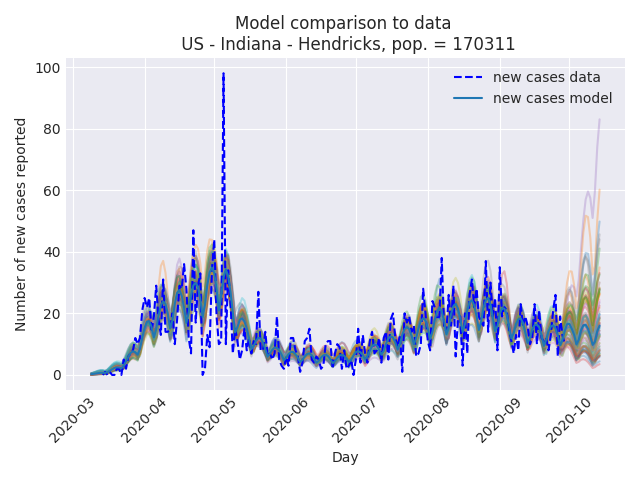 Model comparison to data
US - Indiana - Hendricks, pop. = 170311
new cases data
new cases model
Number of new cases reported
100
80
60
40
20
0
2020-03
2020-04
2020-05
2020-06
2020-07
2020-08
2020-09
2020-10
Day